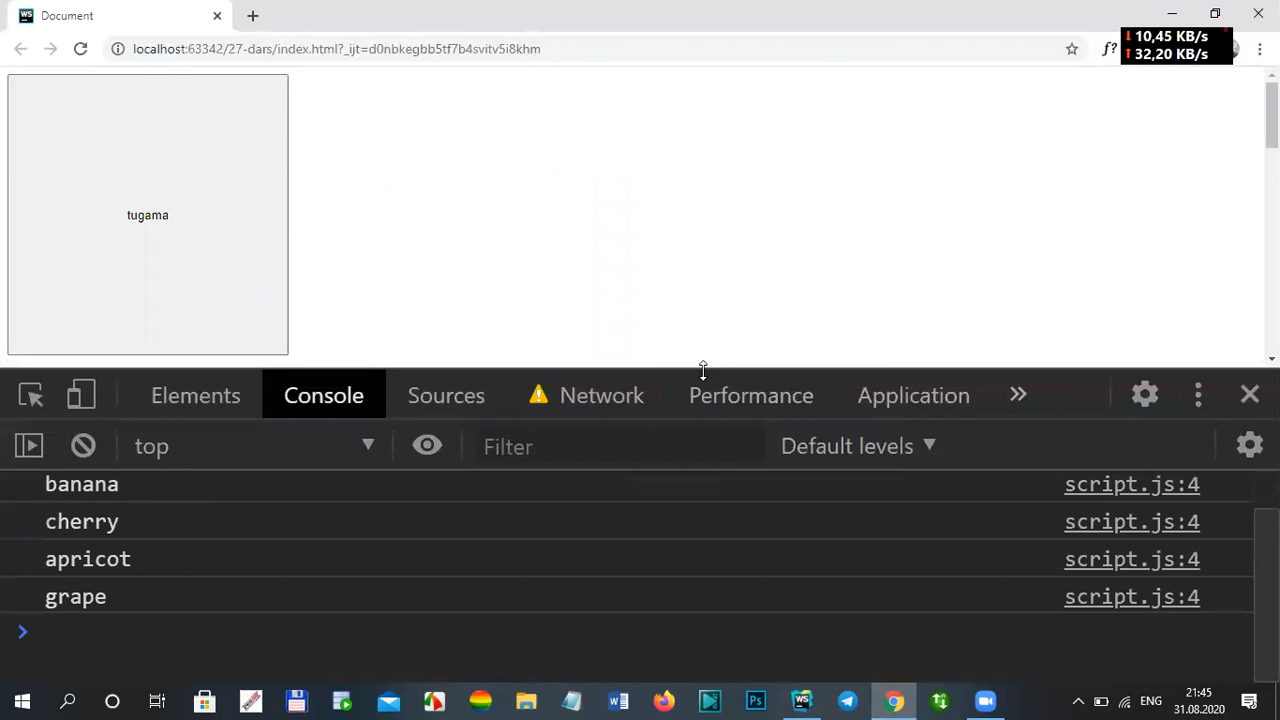 Document
localhost:63342/27-dars/index.html?_ijt=d0nbkegbb5tf7b4svitv5i8khm
f?
10,45 KB/s
32,20 KB/s
tugama
Elements Console Sources Network Performance Application
top Filter Default levels
banana script.js:4
cherry script.js:4
apricot script.js:4
grape script.js:4
ENG
21:45
31.08.2020